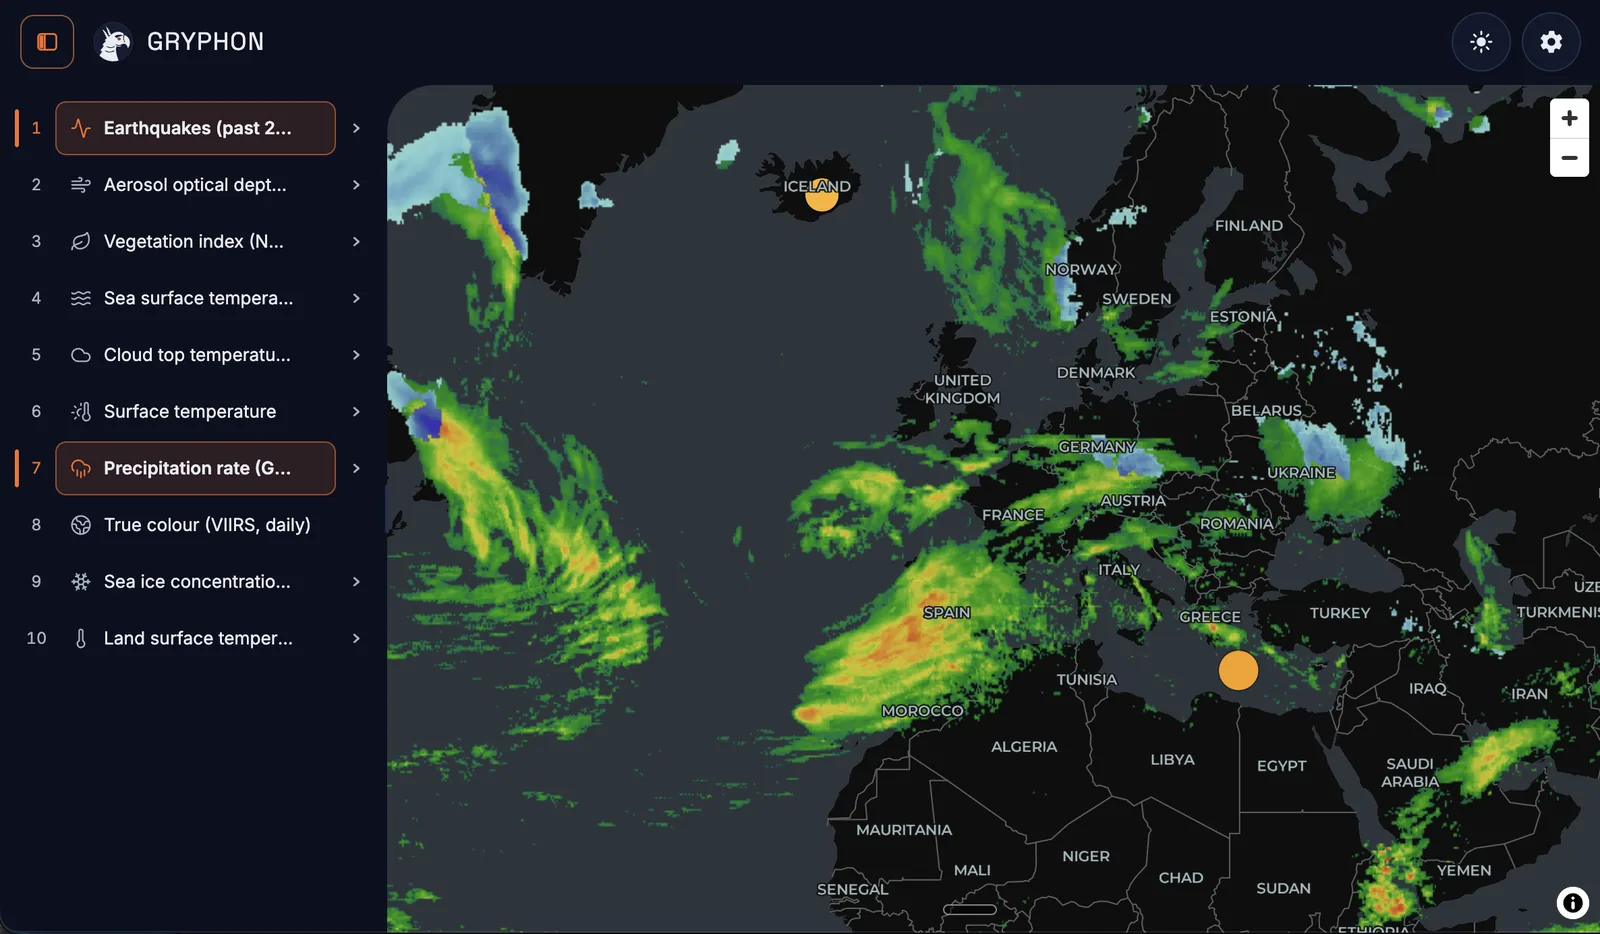 GRYPHON
1 Earthquakes (past 2...
2 Aerosol optical dept...
3 Vegetation index (N...
4 Sea surface tempera...
5 Cloud top temperatu...
6 Surface temperature
7 Precipitation rate (G...
8 True colour (VIIRS, daily)
9 Sea ice concentratio...
10 Land surface temper...
+
−
ICELAND
FINLAND
NORWAY
SWEDEN
ESTONIA
DENMARK
UNITED
KINGDOM
BELARUS
GERMANY
UKRAINE
AUSTRIA
FRANCE
ROMANIA
ITALY
UZE
SPAIN
GREECE
TURKEY
TURKMENIS
TUNISIA
IRAQ
IRAN
MOROCCO
ALGERIA
LIBYA
EGYPT
SAUDI
ARABIA
MAURITANIA
NIGER
MALI
CHAD
YEMEN
SENEGAL
SUDAN
ETHIOPIA